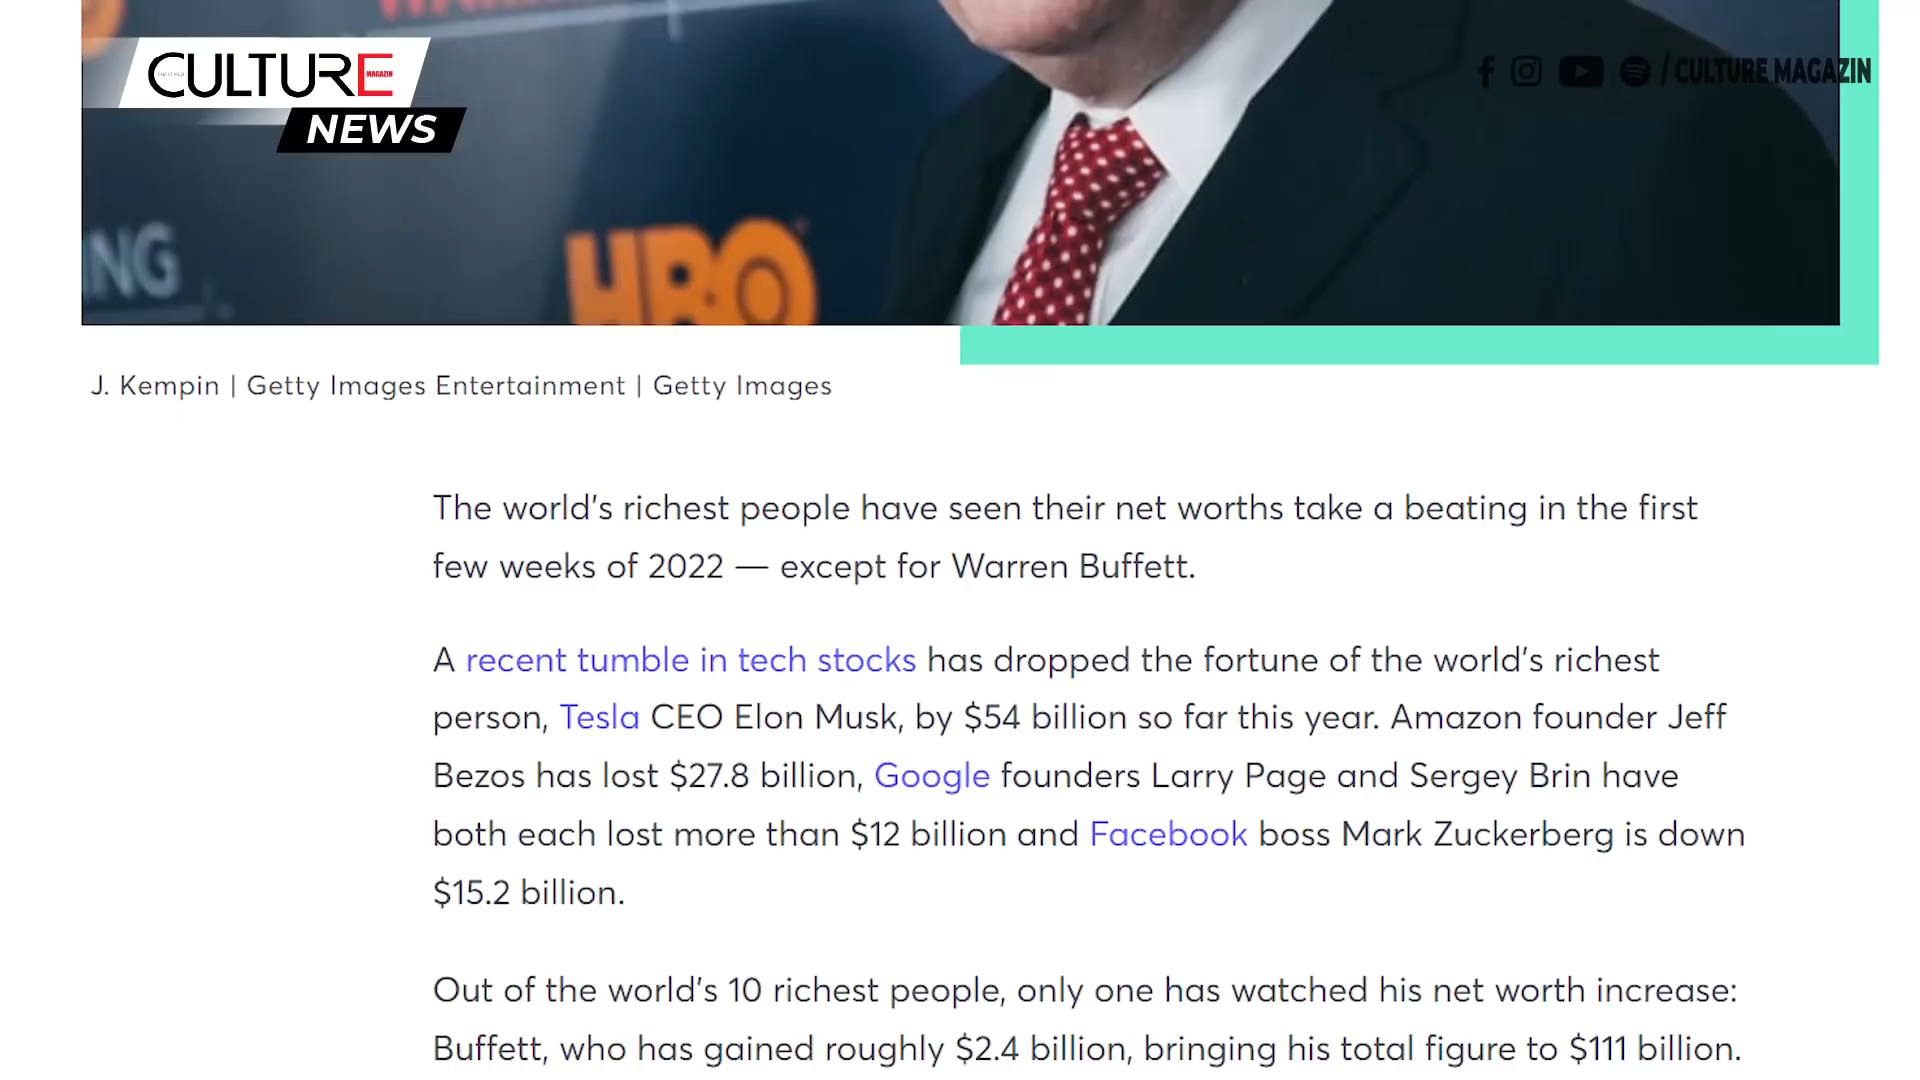 CULTURE
MAGAZIN
NEWS
/ CULTURE MAGAZIN
NG
HBO
J. Kempin | Getty Images Entertainment | Getty Images
The world's richest people have seen their net worths take a beating in the first
few weeks of 2022 — except for Warren Buffett.
A recent tumble in tech stocks has dropped the fortune of the world's richest
person, Tesla CEO Elon Musk, by $54 billion so far this year. Amazon founder Jeff
Bezos has lost $27.8 billion, Google founders Larry Page and Sergey Brin have
both each lost more than $12 billion and Facebook boss Mark Zuckerberg is down
$15.2 billion.
Out of the world's 10 richest people, only one has watched his net worth increase:
Buffett, who has gained roughly $2.4 billion, bringing his total figure to $111 billion.